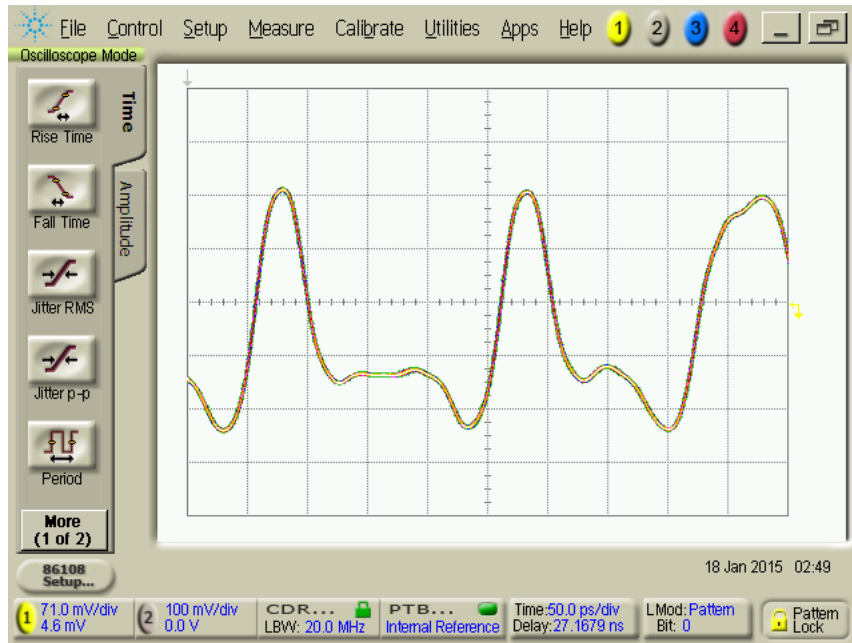 File Control Setup Measure Calibrate Utilities Apps Help 1 2 3 4
Oscilloscope Mode
Time
Amplitude
Rise Time
Fall Time
Jitter RMS
Jitter p-p
Period
More
(1 of 2)
86108
Setup...
18 Jan 2015 02:49
1 71.0 mV/div
4.6 mV
2 100 mV/div
0.0 V
CDR...
LBW: 20.0 MHz
PTB...
Internal Reference
Time:50.0 ps/div
Delay:27.1679 ns
LMod: Pattern
Bit: 0
Pattern
Lock